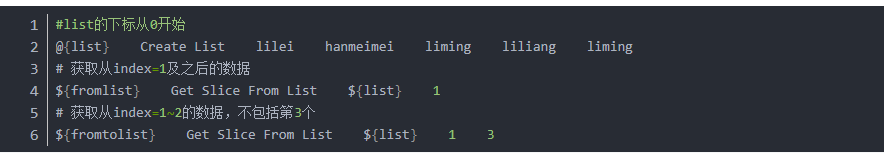 1 #list的下标从0开始
2 @{list}    Create List    lilei    hanmeimei    liming    liliang    liming
3 # 获取从index=1及之后的数据
4 ${fromlist}    Get Slice From List    ${list}    1
5 # 获取从index=1~2的数据，不包括第3个
6 ${fromtolist}    Get Slice From List    ${list}    1    3